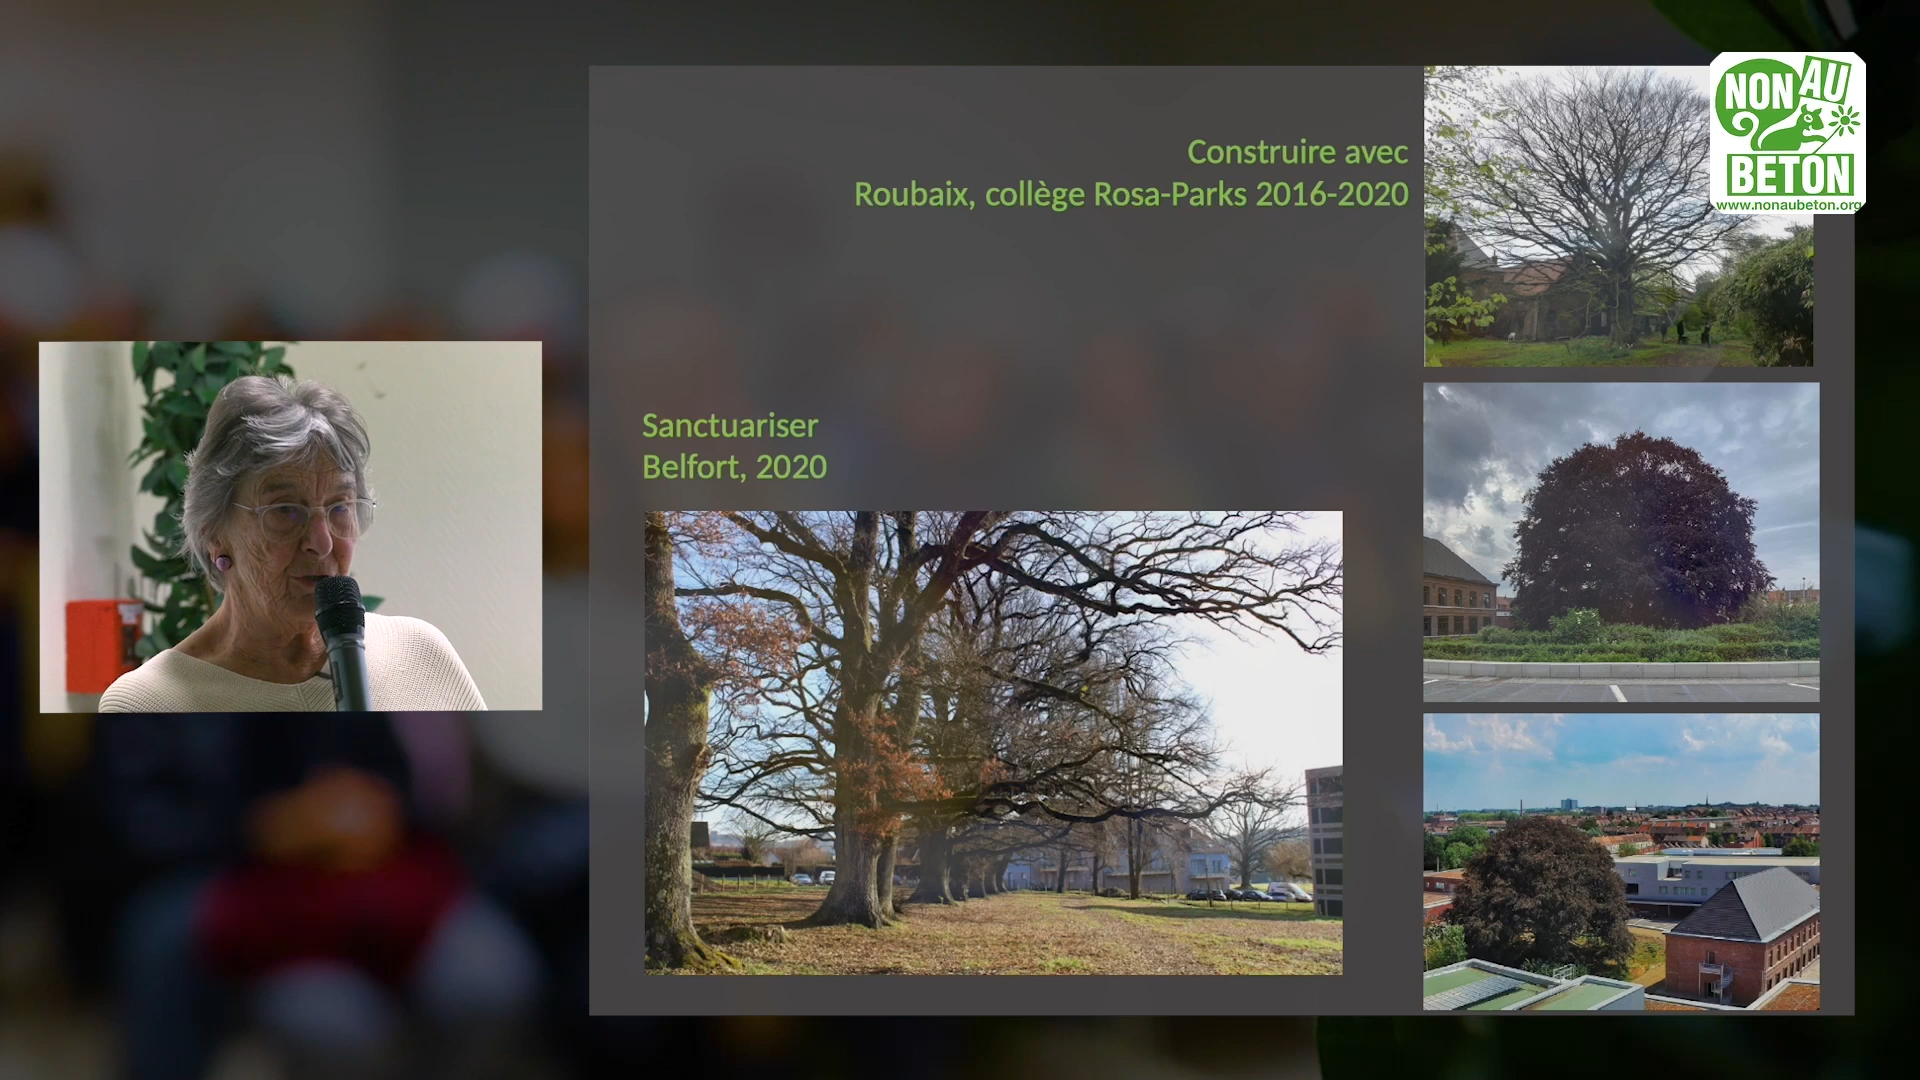 NON AU
BETON
www.nonaubeton.org
Construire avec
Roubaix, collège Rosa-Parks 2016-2020
Sanctuariser
Belfort, 2020